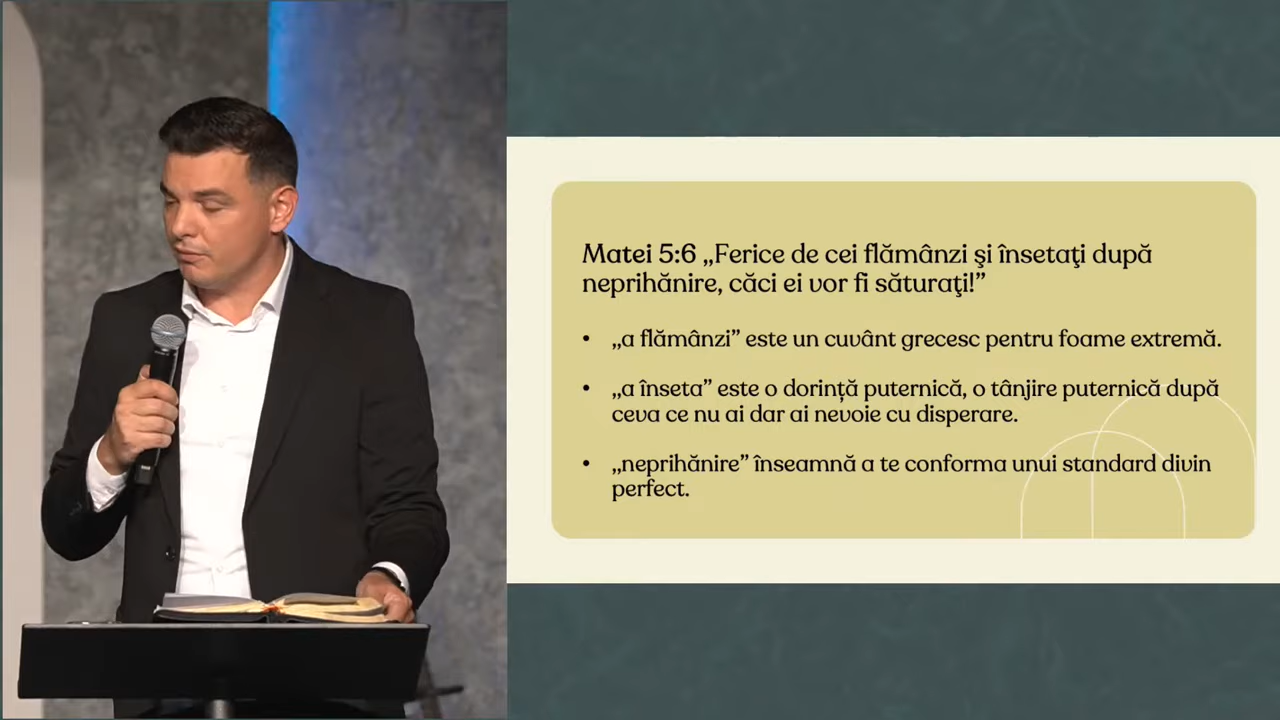 Matei 5:6 „Ferice de cei flămânzi şi însetaţi după
neprihănire, căci ei vor fi săturaţi!”
• „a flămânzi” este un cuvânt grecesc pentru foame extremă.
• „a înseta” este o dorință puternică, o tânjire puternică după
ceva ce nu ai dar ai nevoie cu disperare.
• „neprihănire” înseamnă a te conforma unui standard divin
perfect.